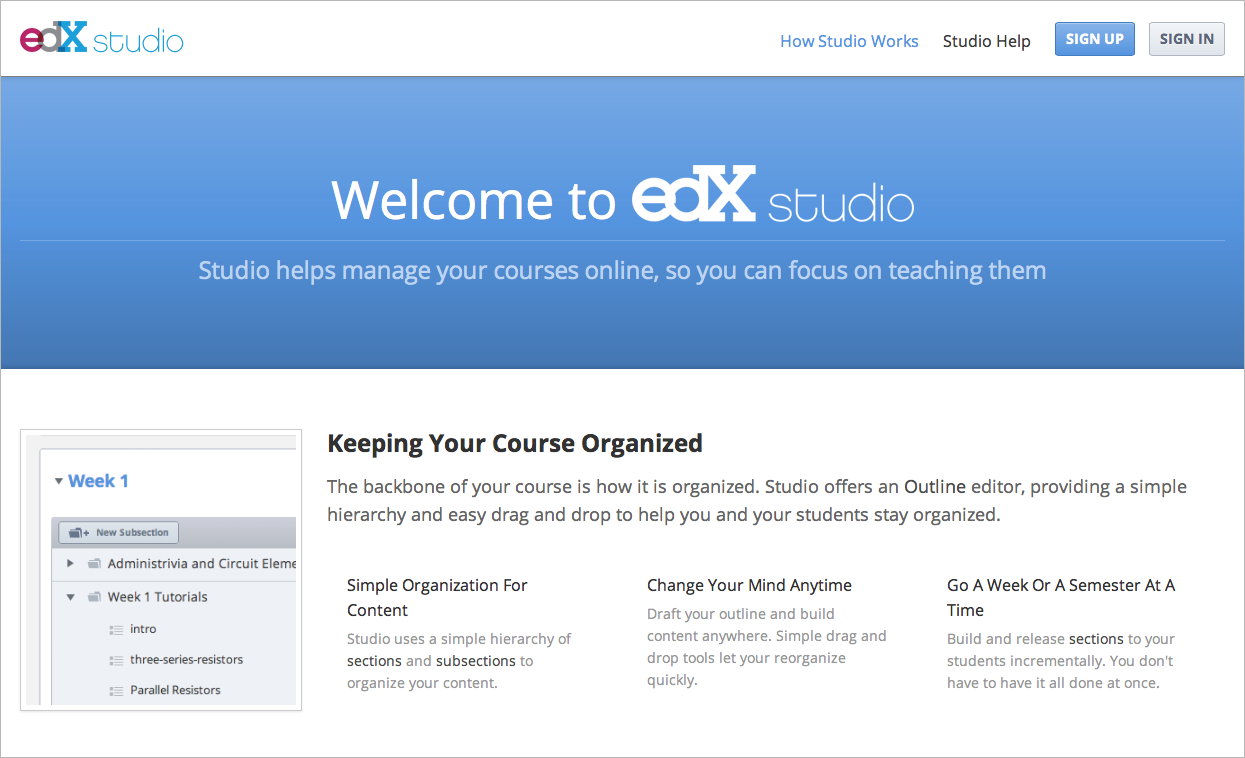 edX studio
How Studio Works
Studio Help
SIGN UP
SIGN IN
Welcome to edX studio
Studio helps manage your courses online, so you can focus on teaching them
Week 1
New Subsection
Administrivia and Circuit Eleme
Week 1 Tutorials
intro
three-series-resistors
Parallel Resistors
Keeping Your Course Organized
The backbone of your course is how it is organized. Studio offers an Outline editor, providing a simple
hierarchy and easy drag and drop to help you and your students stay organized.
Simple Organization For
Content
Studio uses a simple hierarchy of
sections and subsections to
organize your content.
Change Your Mind Anytime
Draft your outline and build
content anywhere. Simple drag and
drop tools let your reorganize
quickly.
Go A Week Or A Semester At A
Time
Build and release sections to your
students incrementally. You don't
have to have it all done at once.